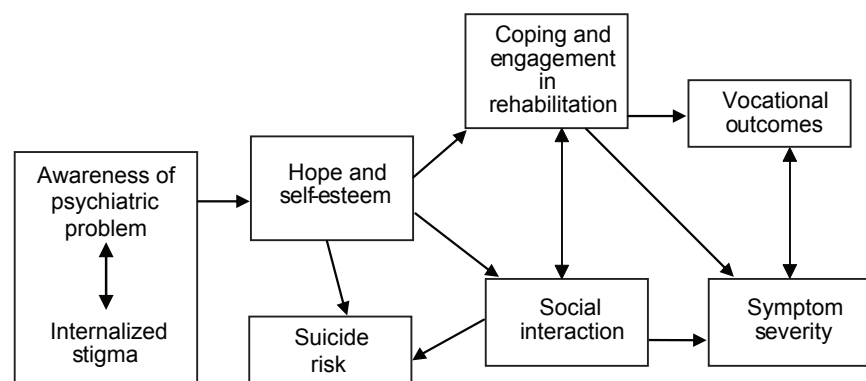 Coping and
engagement
in
rehabilitation
Vocational
outcomes
Awareness of
psychiatric
problem
Hope and
self-esteem
Internalized
stigma
Suicide
risk
Social
interaction
Symptom
severity